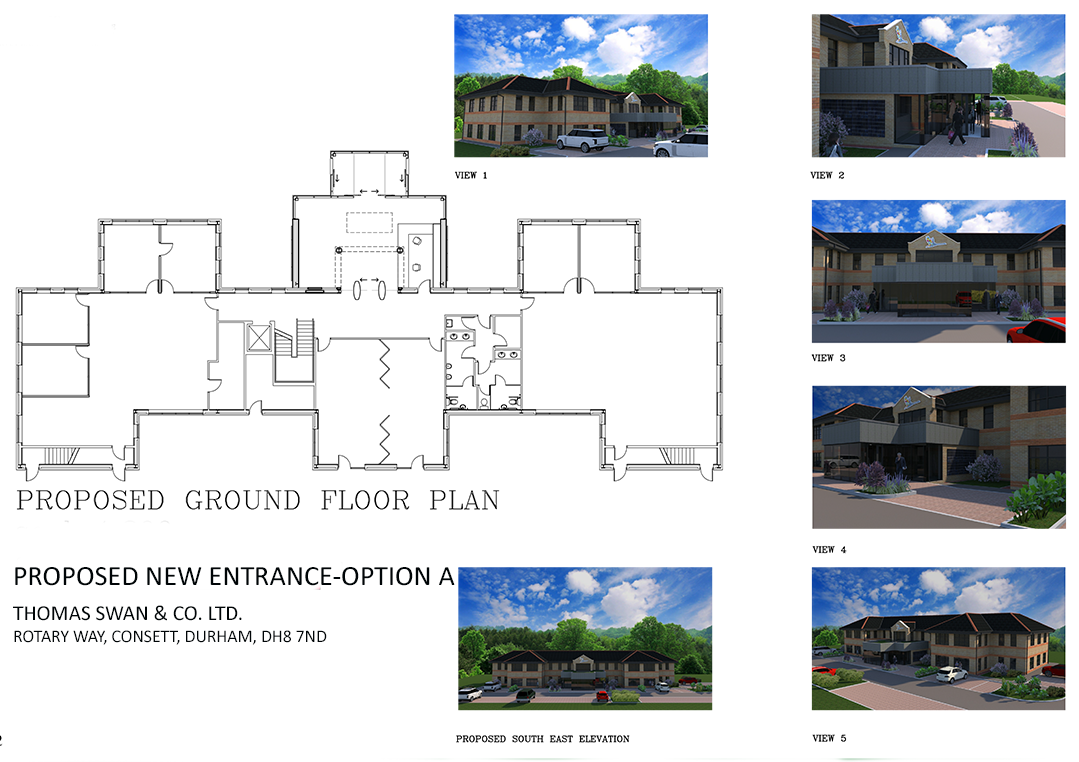 VIEW 1
VIEW 2
VIEW 3
PROPOSED GROUND FLOOR PLAN
VIEW 4
PROPOSED NEW ENTRANCE-OPTION A
THOMAS SWAN & CO. LTD.
ROTARY WAY, CONSETT, DURHAM, DH8 7ND
PROPOSED SOUTH EAST ELEVATION
VIEW 5